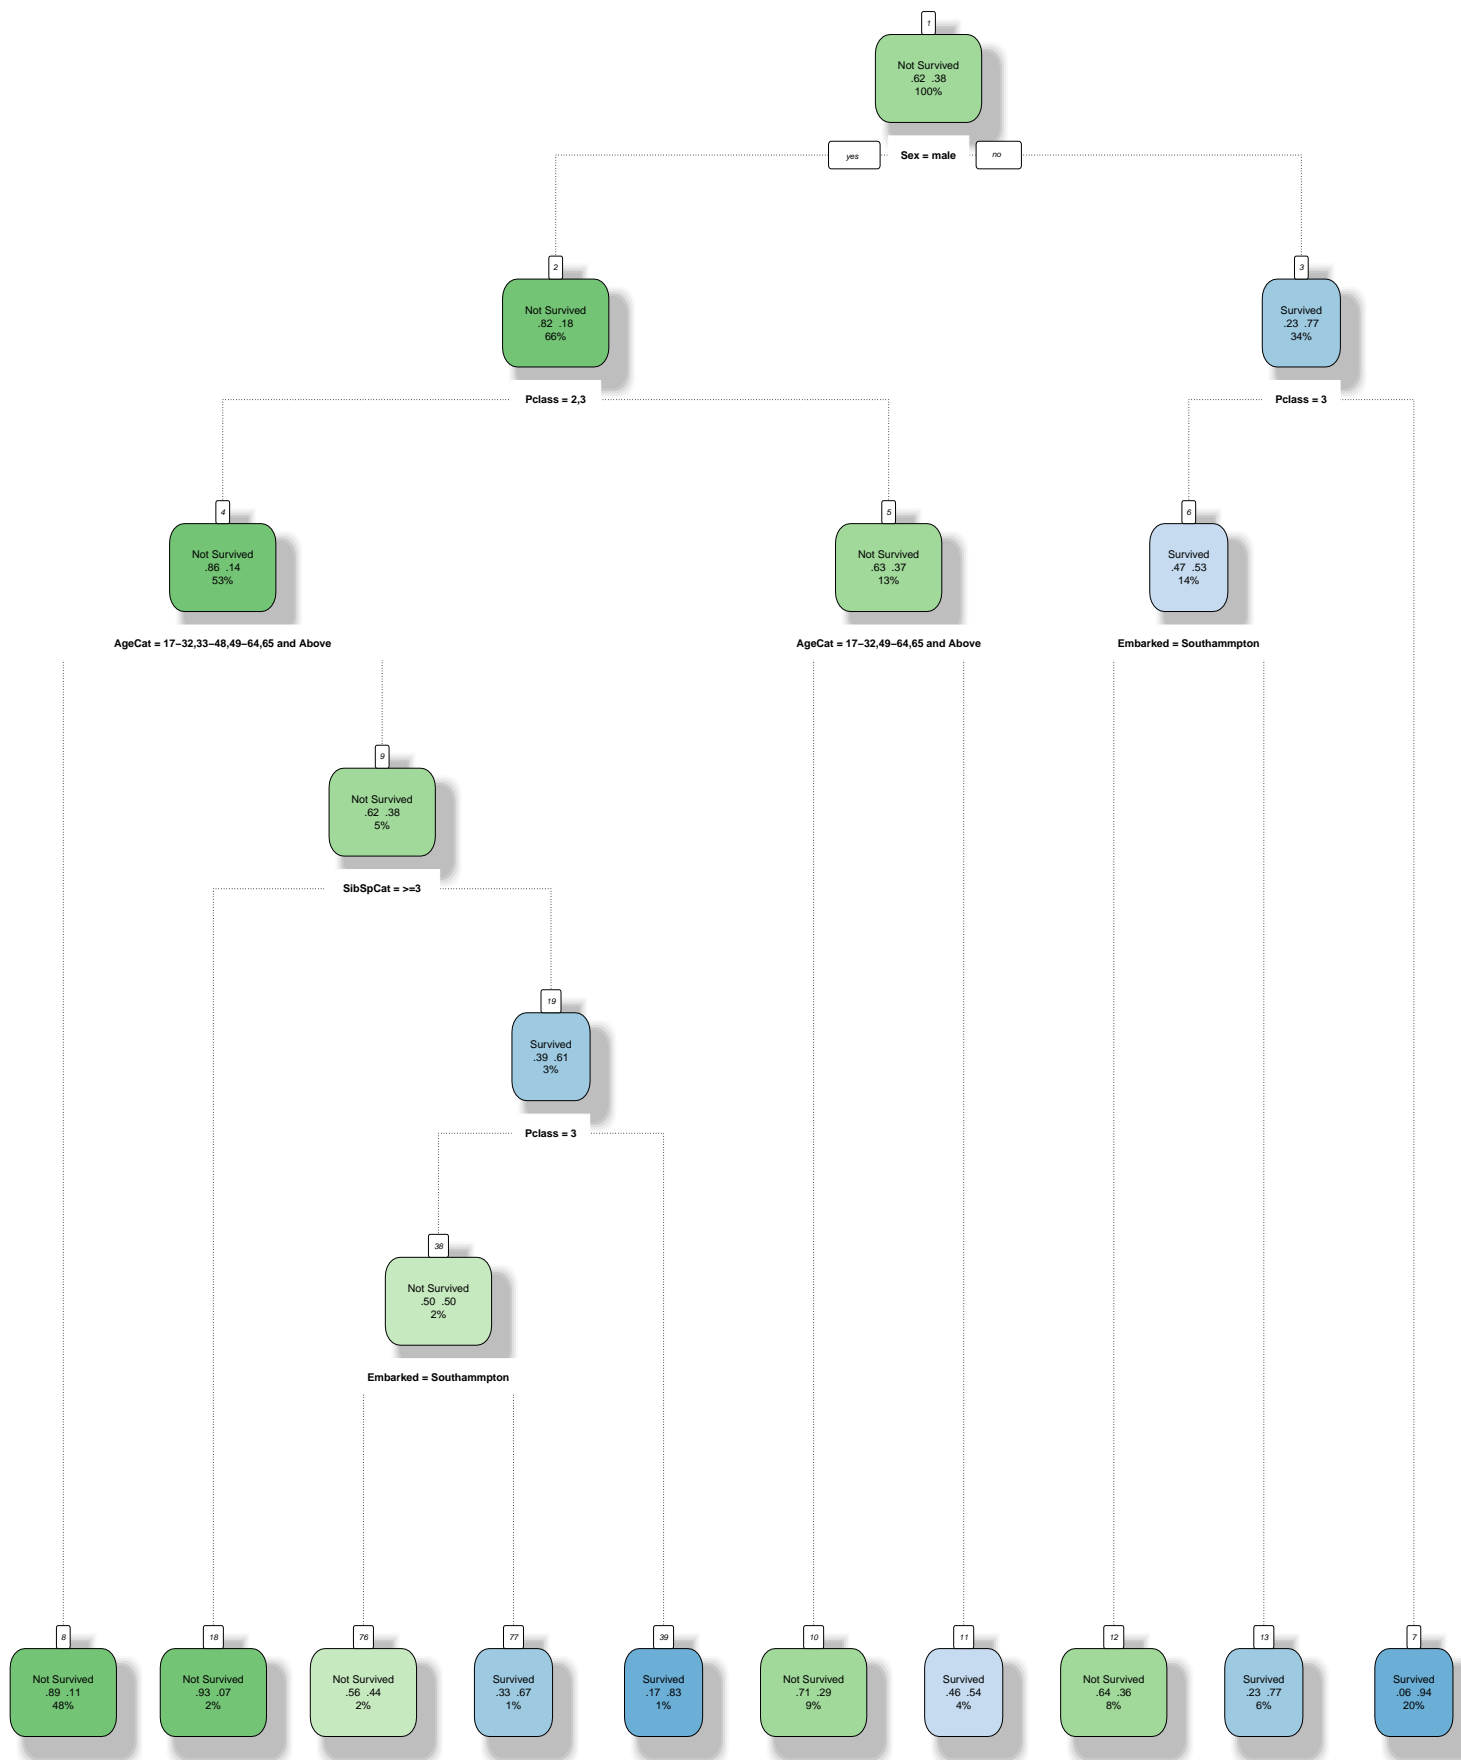 1
Not Survived
.62 .38
100%
yes
Sex = male
no
2
Not Survived
.82 .18
66%
3
Survived
.23 .77
34%
Pclass = 2,3
Pclass = 3
4
Not Survived
.86 .14
53%
5
Not Survived
.63 .37
13%
6
Survived
.47 .53
14%
AgeCat = 17−32,33−48,49−64,65 and Above
AgeCat = 17−32,49−64,65 and Above
Embarked = Southammpton
9
Not Survived
.62 .38
5%
SibSpCat = >=3
19
Survived
.39 .61
3%
Pclass = 3
38
Not Survived
.50 .50
2%
Embarked = Southammpton
8
Not Survived
.89 .11
48%
18
Not Survived
.93 .07
2%
76
Not Survived
.56 .44
2%
77
Survived
.33 .67
1%
39
Survived
.17 .83
1%
10
Not Survived
.71 .29
9%
11
Survived
.46 .54
4%
12
Not Survived
.64 .36
8%
13
Survived
.23 .77
6%
7
Survived
.06 .94
20%